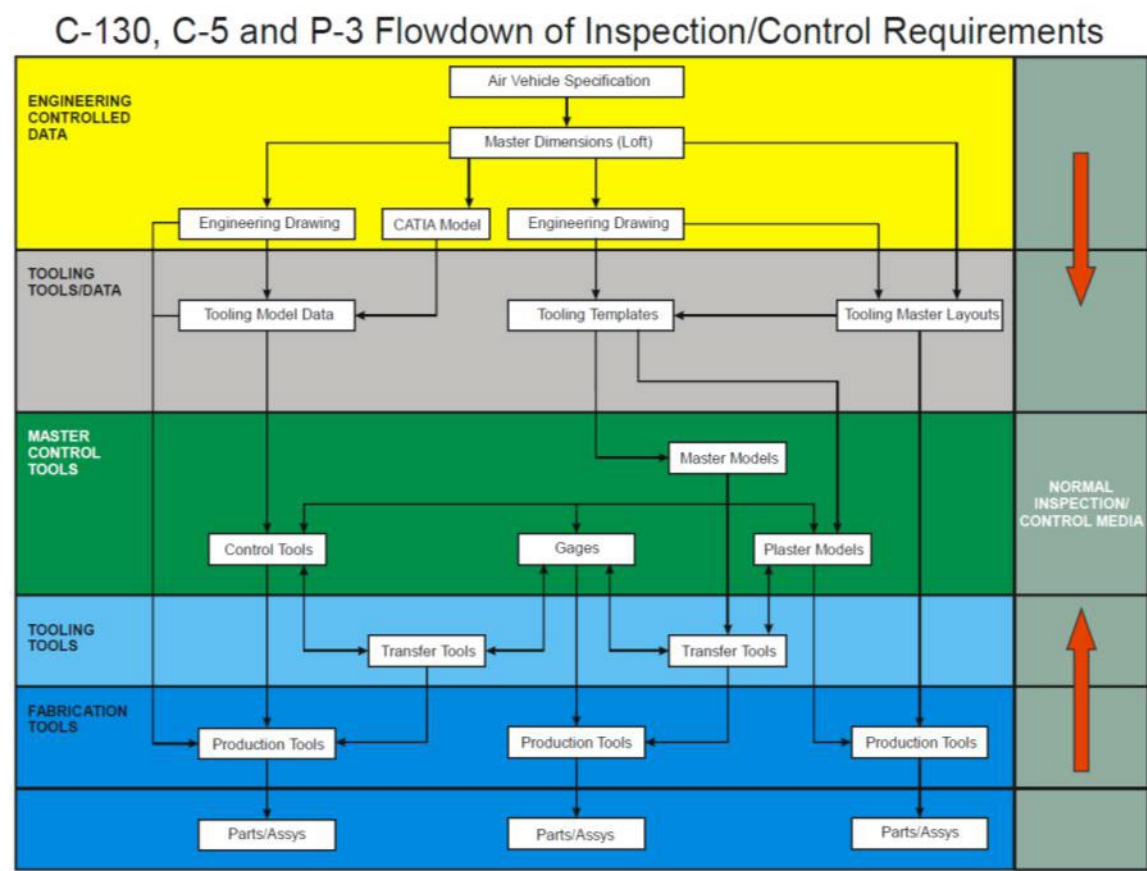 C-130, C-5 and P-3 Flowdown of Inspection/Control Requirements
ENGINEERING
CONTROLLED
DATA
Air Vehicle Specification
Master Dimensions (Loft)
Engineering Drawing
CATIA Model
Engineering Drawing
TOOLING
TOOLS/DATA
Tooling Model Data
Tooling Templates
Tooling Master Layouts
MASTER
CONTROL
TOOLS
Master Models
NORMAL
INSPECTION/
CONTROL MEDIA
Control Tools
Gages
Plaster Models
TOOLING
TOOLS
Transfer Tools
Transfer Tools
FABRICATION
TOOLS
Production Tools
Production Tools
Production Tools
Parts/Assys
Parts/Assys
Parts/Assys